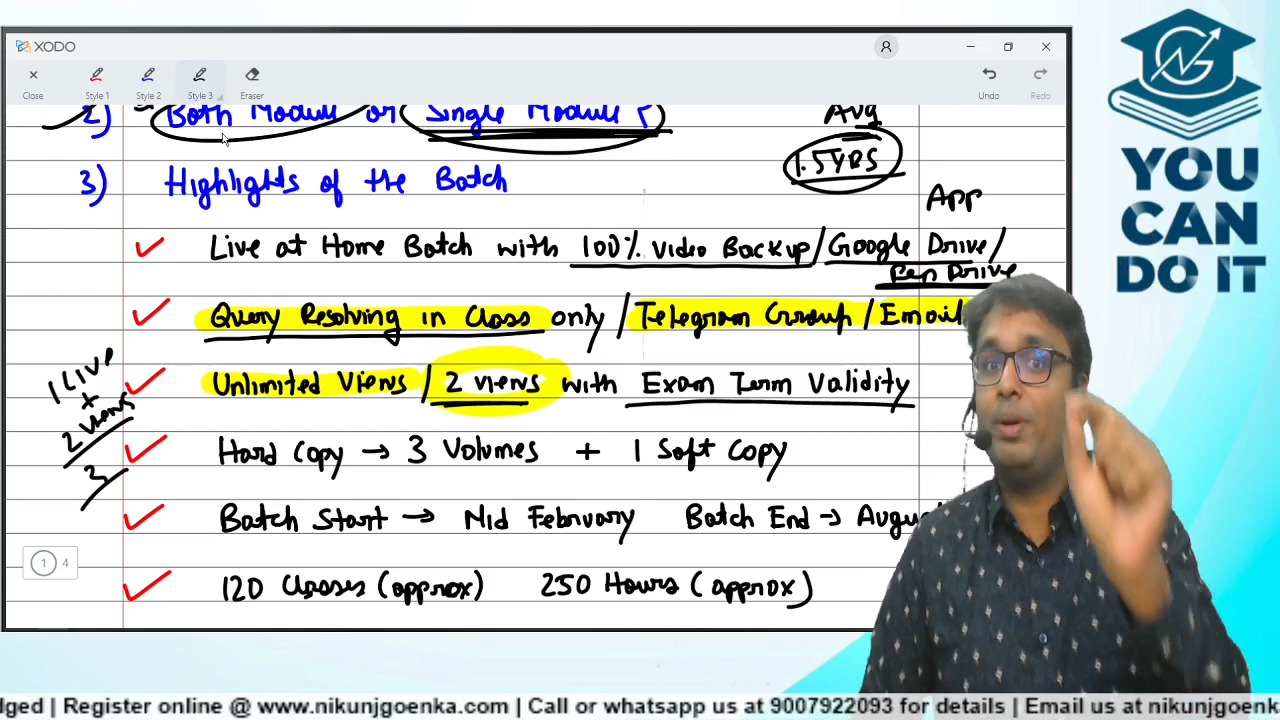 XODO
Close
Style 1
Style 2
Style 3
Eraser
Undo
Redo
2) Both Module or Single Module ?
Avg
1.5 YRS
3) Highlights of the Batch
App
Live at Home Batch with 100% Video Backup / Google Drive /
Pen Drive
Query Resolving in Class only / Telegram Group / Email
1 Live
+
2 views
3
Unlimited Views / 2 views with Exam Term Validity
Hard Copy → 3 Volumes + 1 Soft Copy
Batch Start → Mid February Batch End → Augu
120 Classes (approx) 250 Hours (approx)
1 4
YOU
CAN
DO IT
dged | Register online @ www.nikunjgoenka.com | Call or whatsapp us at 9007922093 for details | Email us at nikunjgoenka